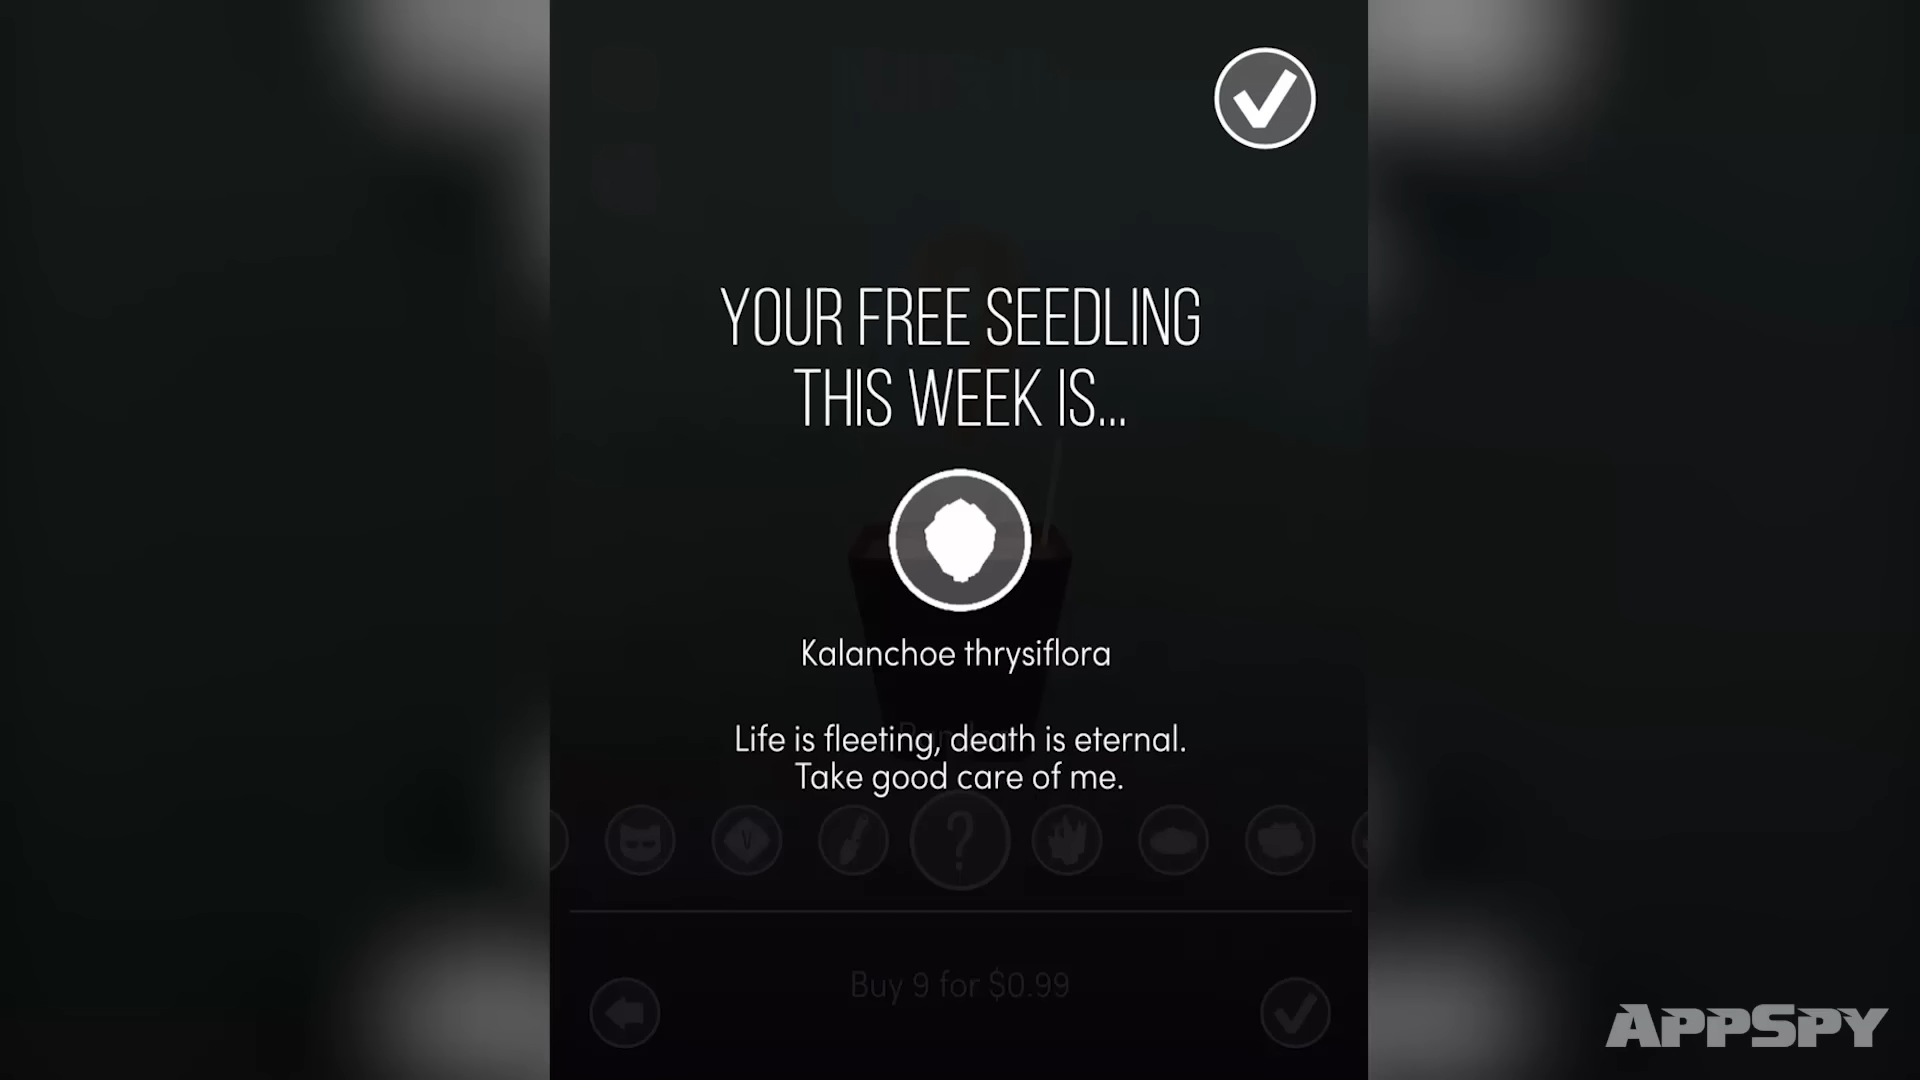 YOUR FREE SEEDLING
THIS WEEK IS...
Kalanchoe thrysiflora
Life is fleeting, death is eternal.
Take good care of me.
V
?
Buy 9 for $0.99
APPSPY